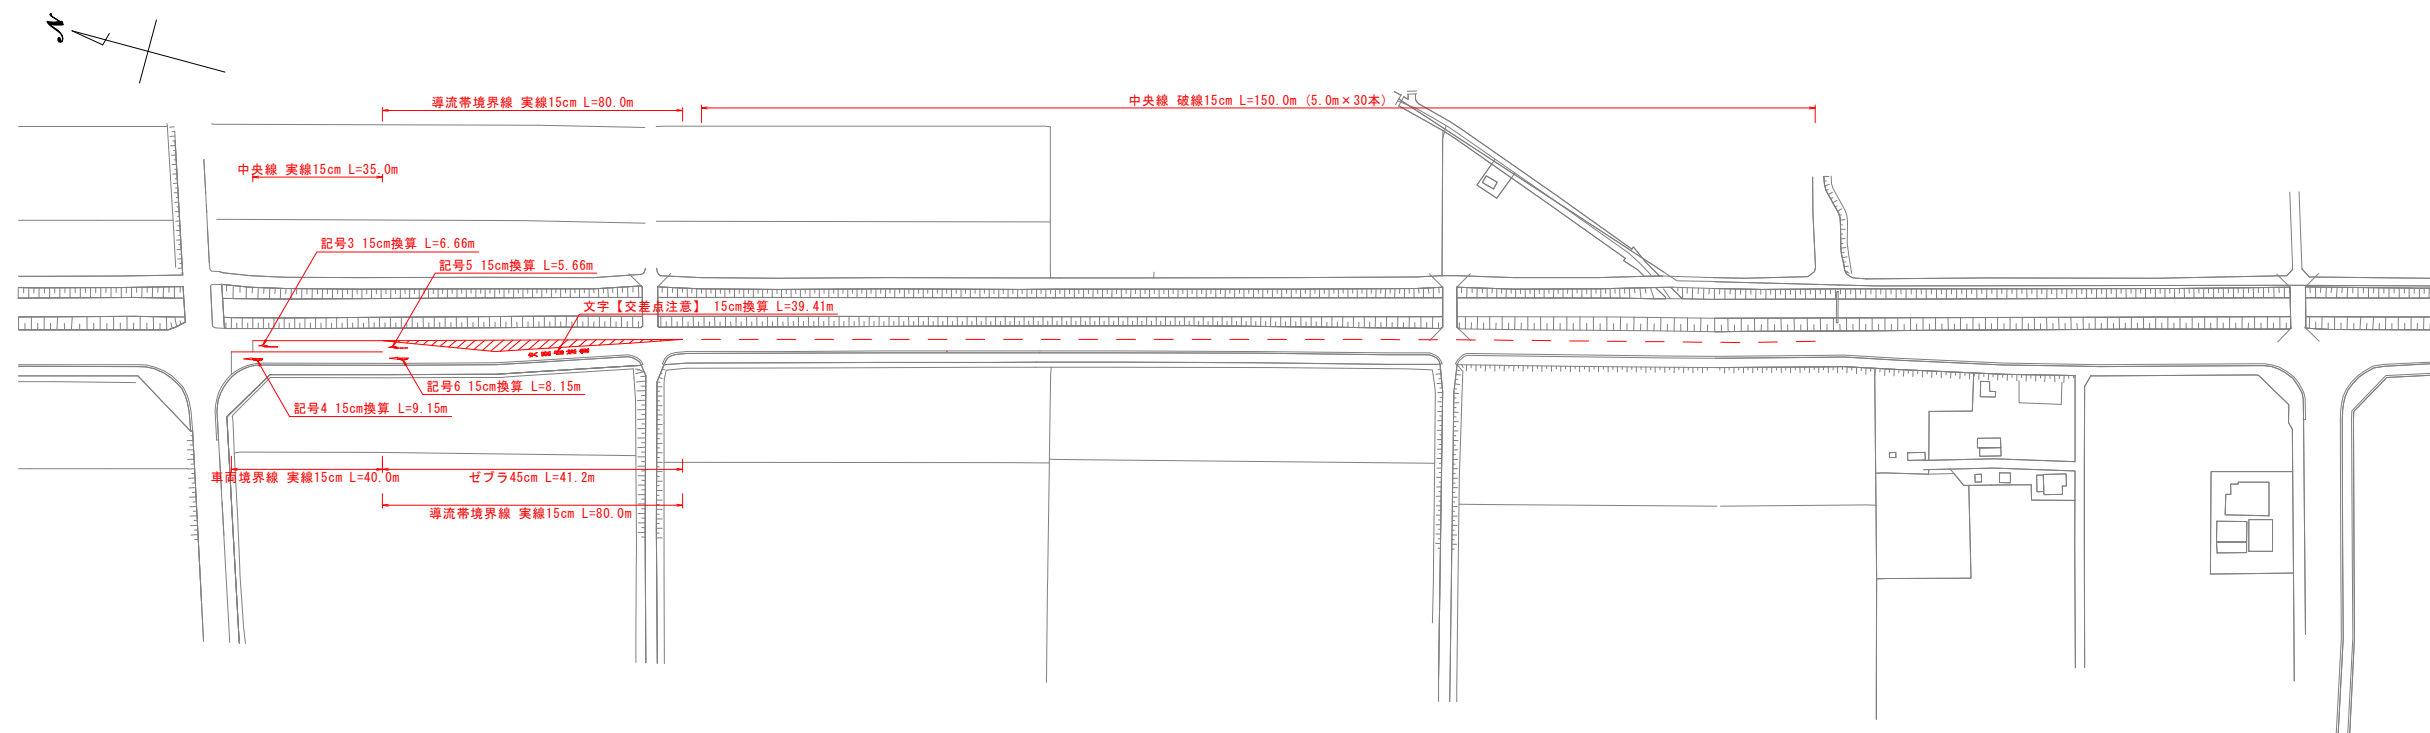 N
導流帯境界線 実線15cm L=80.0m
中央線 破線15cm L=150.0m (5.0m×30本)
中央線 実線15cm L=35.0m
記号3 15cm換算 L=6.66m
記号5 15cm換算 L=5.66m
文字【交差点注意】 15cm換算 L=39.41m
記号6 15cm換算 L=8.15m
記号4 15cm換算 L=9.15m
車両境界線 実線15cm L=40.0m
ゼブラ45cm L=41.2m
導流帯境界線 実線15cm L=80.0m